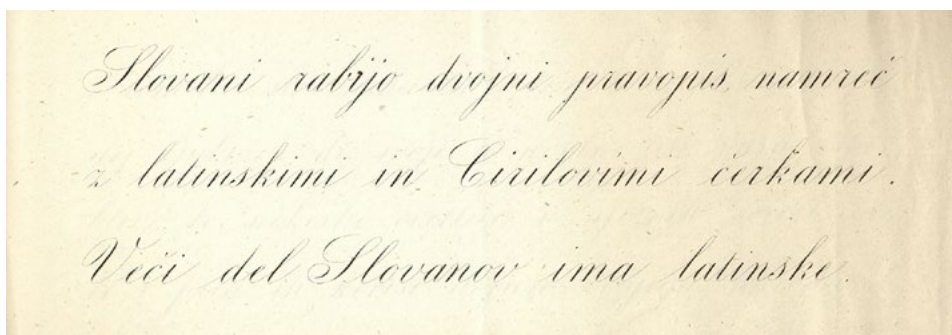 Slovani rabijo dvojni pravopis, namreč
z latinskimi in Cirilovimi čerkami.
Veči del Slovanov ima latinske.